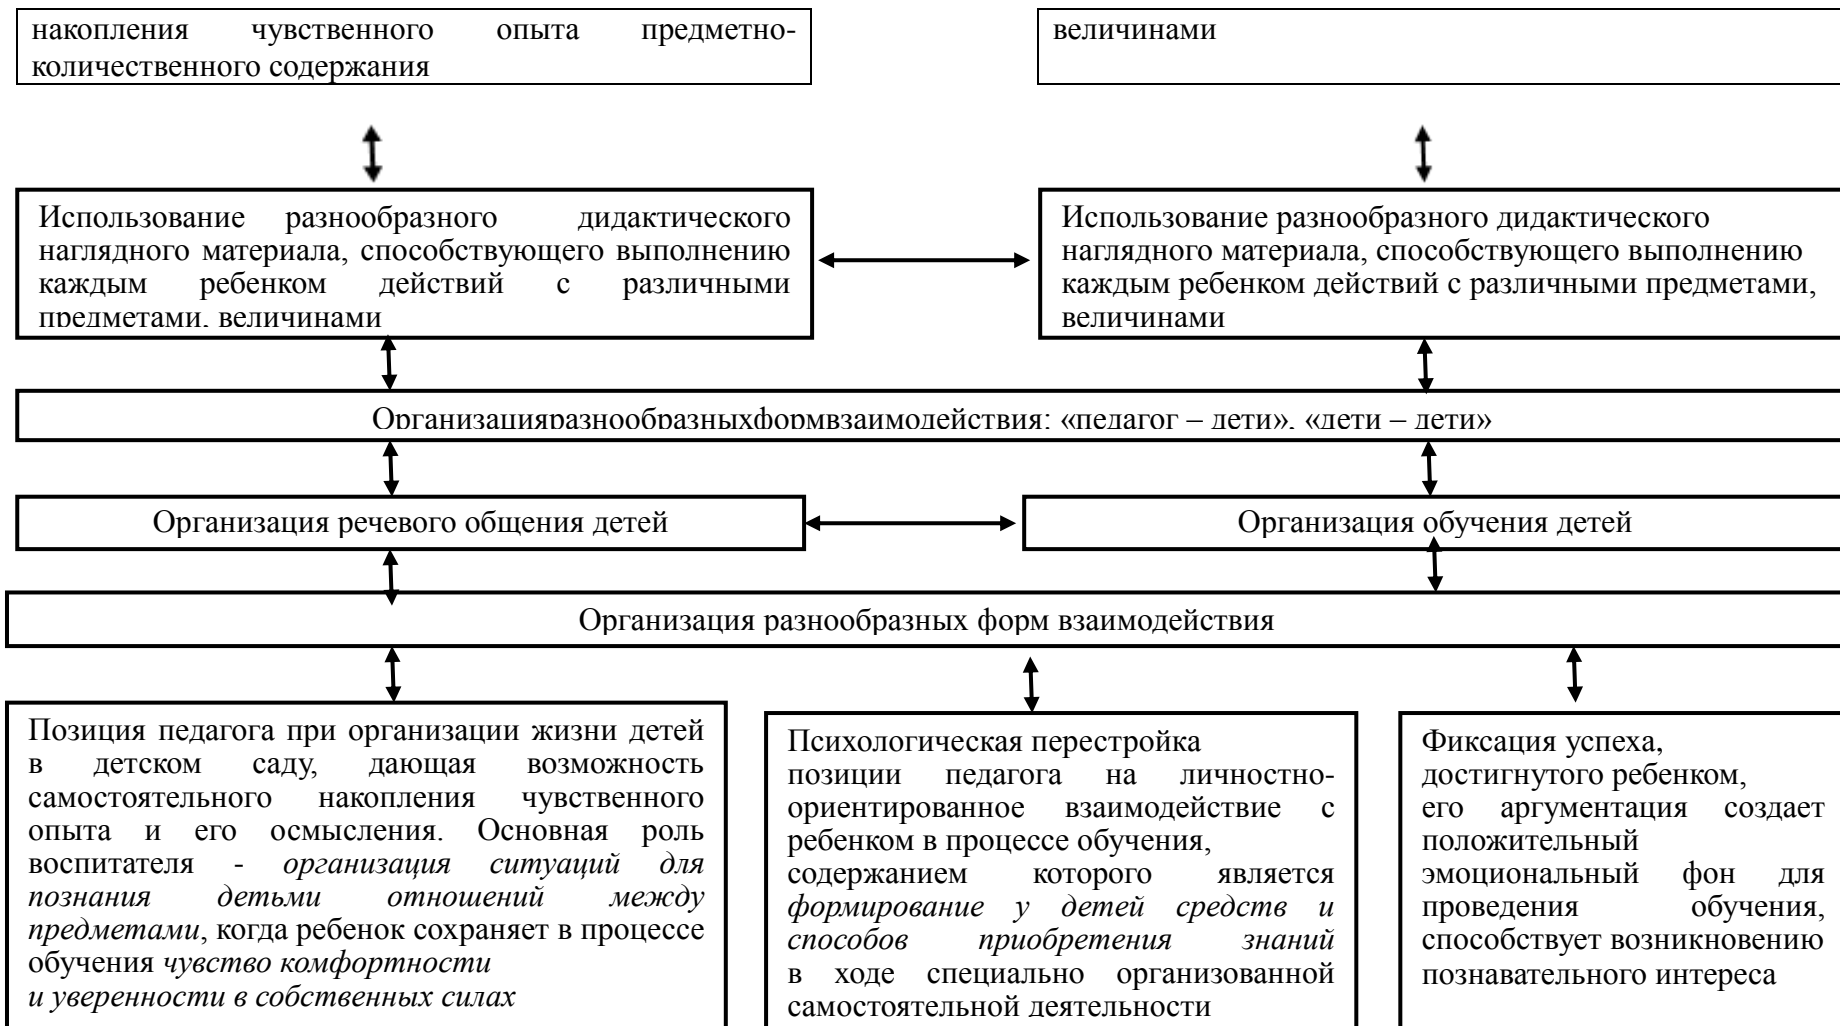 накопления чувственного опыта предметно-
количественного содержания
величинами
Использование разнообразного дидактического
наглядного материала, способствующего выполнению
каждым ребенком действий с различными
предметами, величинами
Использование разнообразного дидактического
наглядного материала, способствующего выполнению
каждым ребенком действий с различными предметами,
величинами
Организацияразнообразныхформвзаимодействия: «педагог – дети», «дети – дети»
Организация речевого общения детей
Организация обучения детей
Организация разнообразных форм взаимодействия
Позиция педагога при организации жизни детей
в детском саду, дающая возможность
самостоятельного накопления чувственного
опыта и его осмысления. Основная роль
воспитателя - организация ситуаций для
познания детьми отношений между
предметами, когда ребенок сохраняет в процессе
обучения чувство комфортности
и уверенности в собственных силах
Психологическая перестройка
позиции педагога на личностно-
ориентированное взаимодействие с
ребенком в процессе обучения,
содержанием которого является
формирование у детей средств и
способов приобретения знаний
в ходе специально организованной
самостоятельной деятельности
Фиксация успеха,
достигнутого ребенком,
его аргументация создает
положительный
эмоциональный фон для
проведения обучения,
способствует возникновению
познавательного интереса